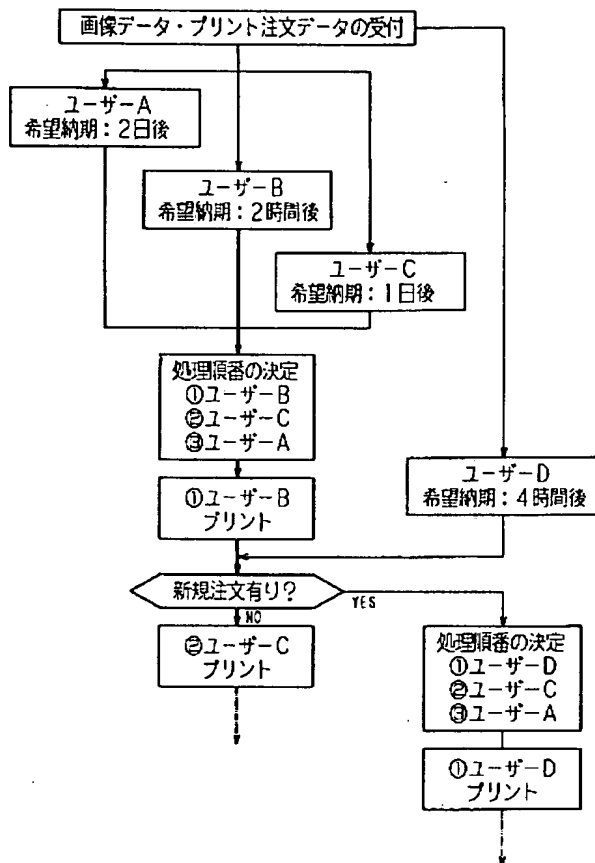 画像データ・プリント注文データの受付
ユーザーA
希望納期:2日後
ユーザーB
希望納期:2時間後
ユーザーC
希望納期:1日後
処理順番の決定
①ユーザーB
②ユーザーC
③ユーザーA
①ユーザーB
プリント
ユーザーD
希望納期:4時間後
新規注文有り?
YES
NO
②ユーザーC
プリント
処理順番の決定
①ユーザーD
②ユーザーC
③ユーザーA
①ユーザーD
プリント